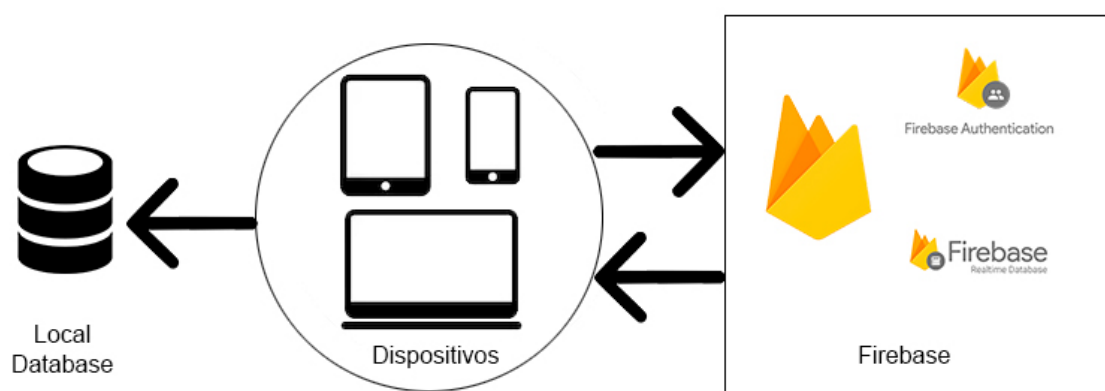 Local
Database
Dispositivos
Firebase Authentication
Firebase
Realtime Database
Firebase